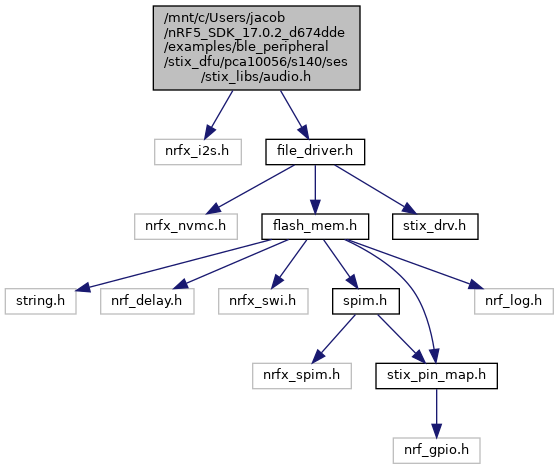 /mnt/c/Users/jacob
/nRF5_SDK_17.0.2_d674dde
/examples/ble_peripheral
/stix_dfu/pca10056/s140/ses
/stix_libs/audio.h
nrfx_i2s.h
file_driver.h
nrfx_nvmc.h
flash_mem.h
stix_drv.h
string.h
nrf_delay.h
nrfx_swi.h
spim.h
nrf_log.h
nrfx_spim.h
stix_pin_map.h
nrf_gpio.h